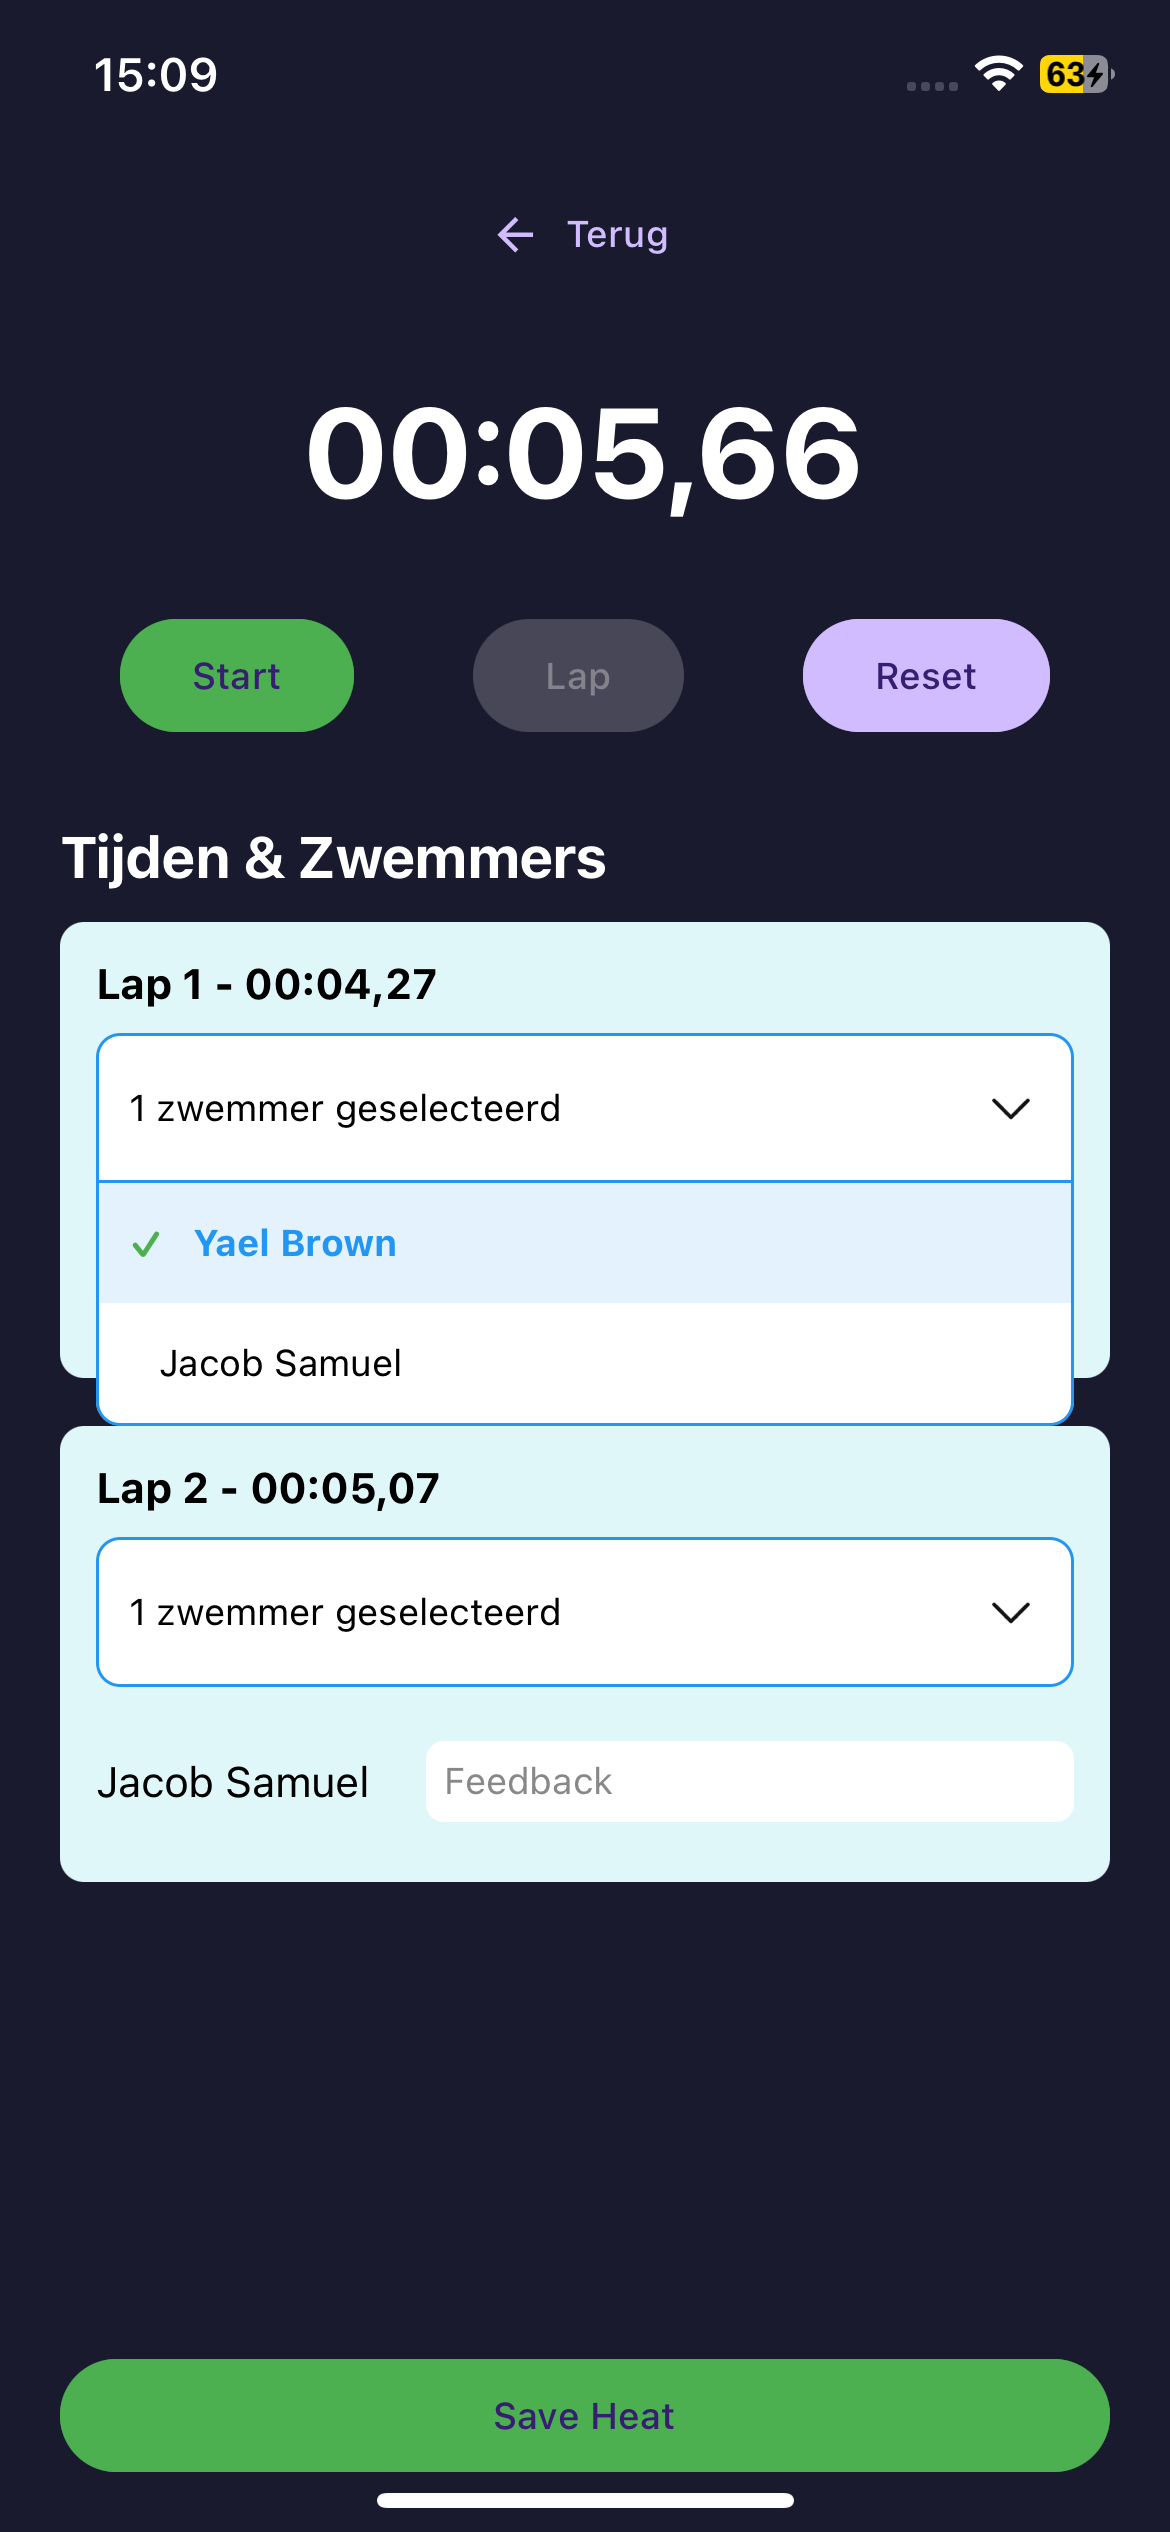 15:09
63
Terug
00:05,66
Start
Lap
Reset
Tijden & Zwemmers
Lap 1 - 00:04,27
1 zwemmer geselecteerd
Yael Brown
Jacob Samuel
Lap 2 - 00:05,07
1 zwemmer geselecteerd
Jacob Samuel
Feedback
Save Heat